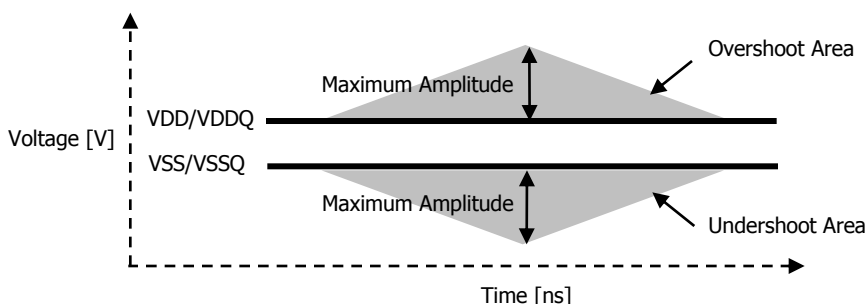 Overshoot Area
Maximum Amplitude
VDD/VDDQ
Voltage [V]
VSS/VSSQ
Maximum Amplitude
Undershoot Area
Time [ns]